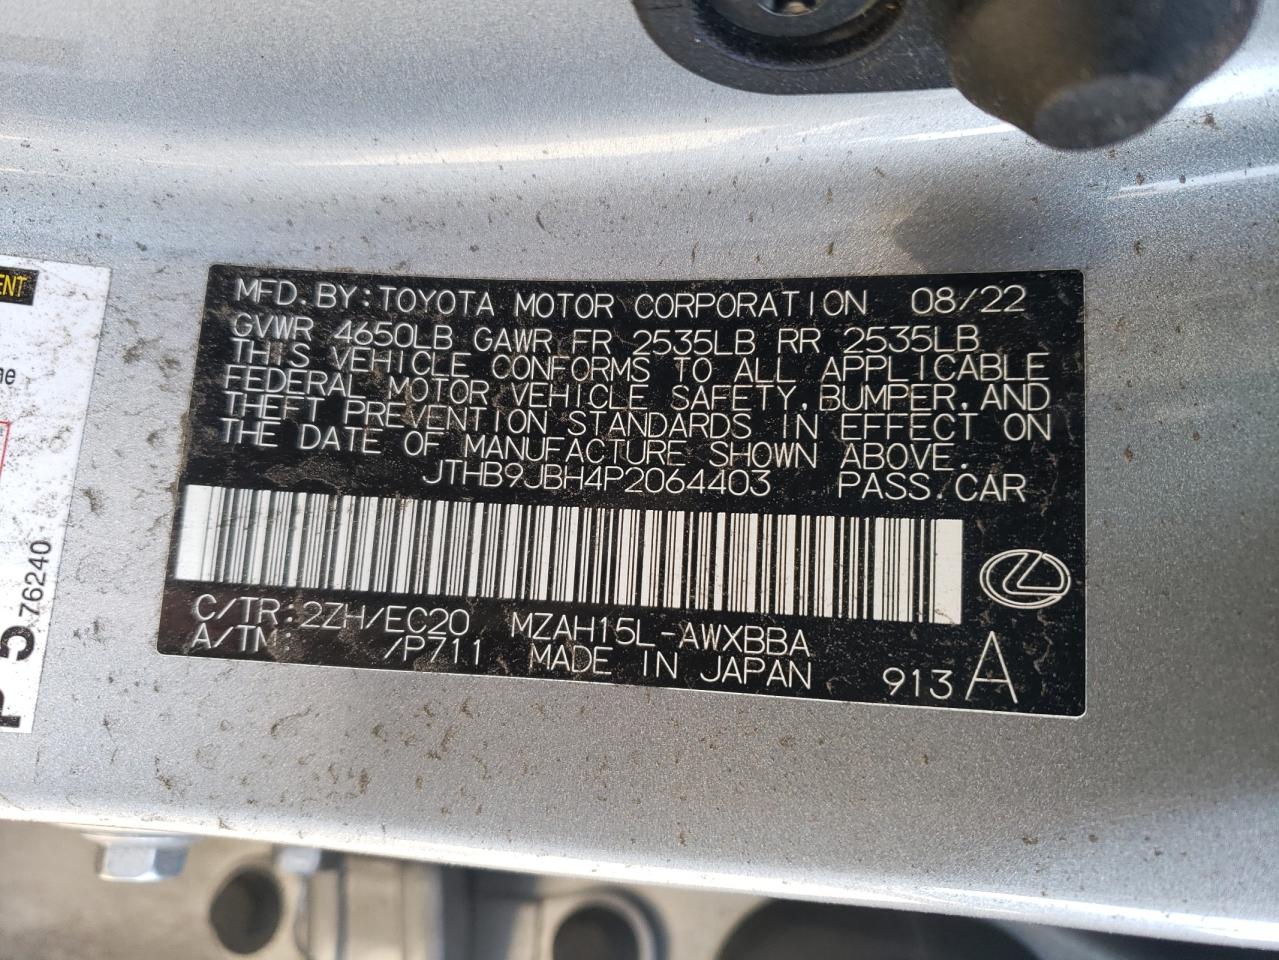 MFD. BY: TOYOTA MOTOR CORPORATION 08/22
GVWR 4650LB GAWR FR 2535LB RR 2535LB
THIS VEHICLE CONFORMS TO ALL APPLICABLE
FEDERAL MOTOR VEHICLE SAFETY, BUMPER, AND
THEFT PREVENTION STANDARDS IN EFFECT ON
THE DATE OF MANUFACTURE SHOWN ABOVE.
JTHB9JBH4P2064403 PASS. CAR
C/TR: 2ZH/EC20 MZAH15L-AWXBBA
A/TM: /P711 MADE IN JAPAN 913 A
76240